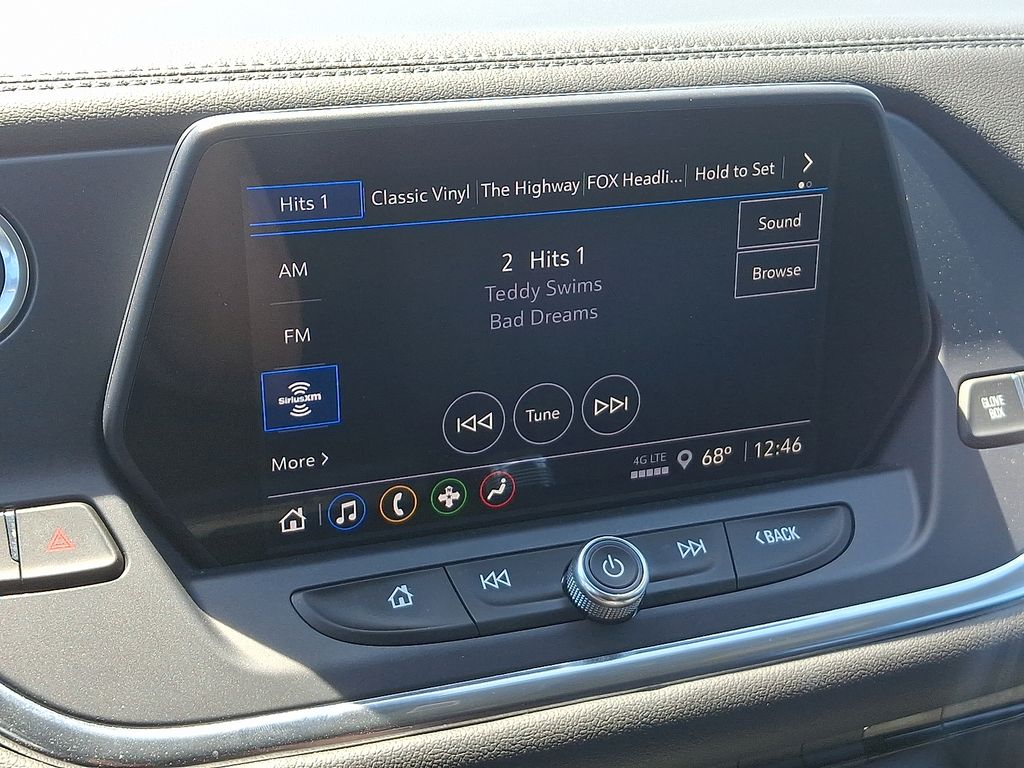 Hits 1
Classic Vinyl
The Highway
FOX Headli...
Hold to Set
Sound
Browse
AM
FM
SiriusXM
More
2 Hits 1
Teddy Swims
Bad Dreams
Tune
4G LTE
68°
12:46
BACK
GLOVE
BOX